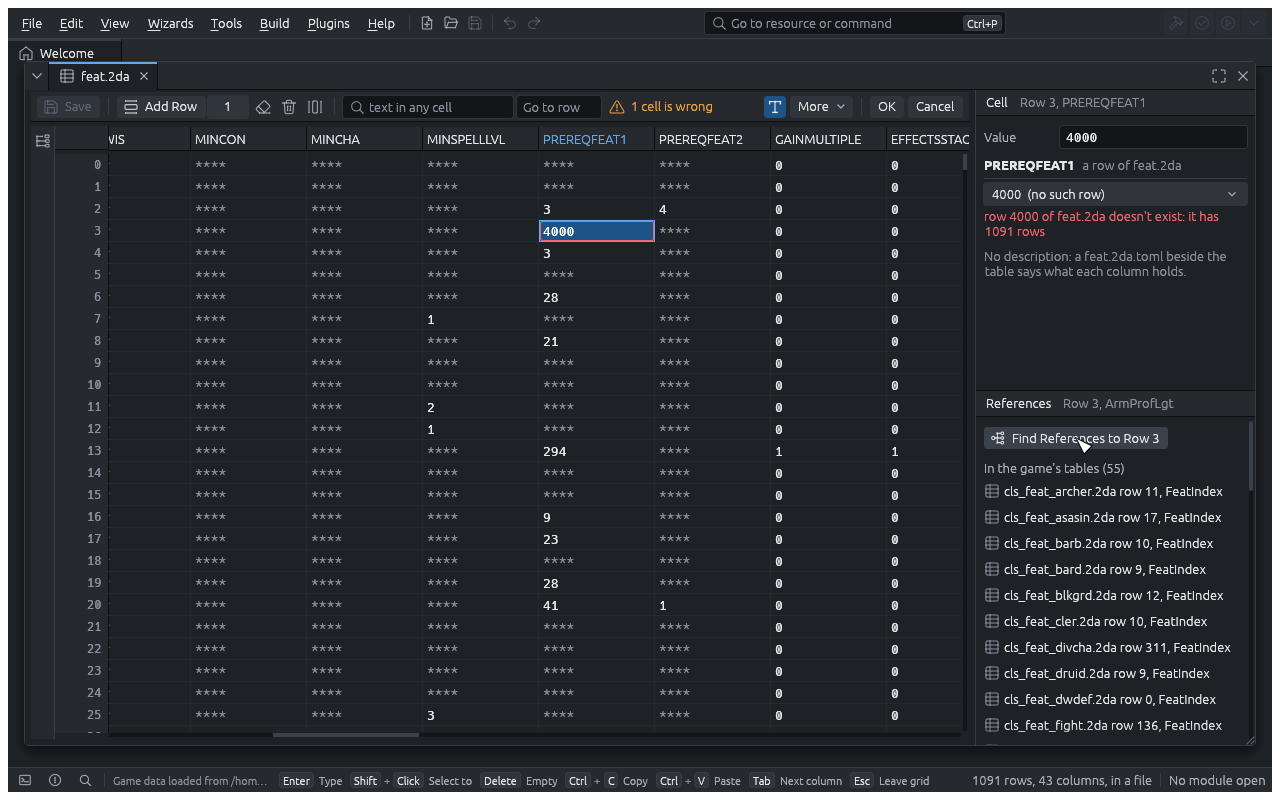 File Edit View Wizards Tools Build Plugins Help Go to resource or command Ctrl+P
Welcome
feat.2da
Save Add Row 1 text in any cell Go to row 1 cell is wrong T More OK Cancel
WIS MINCON MINCHA MINSPELLLVL PREREQFEAT1 PREREQFEAT2 GAINMULTIPLE EFFECTSSTAC
0 **** **** **** **** **** 0 0
1 **** **** **** **** **** 0 0
2 **** **** **** 3 4 0 0
3 **** **** **** 4000 **** 0 0
4 **** **** **** 3 **** 0 0
5 **** **** **** **** **** 0 0
6 **** **** **** 28 **** 0 0
7 **** **** 1 **** **** 0 0
8 **** **** **** 21 **** 0 0
9 **** **** **** **** **** 0 0
10 **** **** **** **** **** 0 0
11 **** **** 2 **** **** 0 0
12 **** **** 1 **** **** 0 0
13 **** **** **** 294 **** 1 1
14 **** **** **** **** **** 0 0
15 **** **** **** **** **** 0 0
16 **** **** **** 9 **** 0 0
17 **** **** **** 23 **** 0 0
18 **** **** **** **** **** 0 0
19 **** **** **** 28 **** 0 0
20 **** **** **** 41 1 0 0
21 **** **** **** **** **** 0 0
22 **** **** **** **** **** 0 0
23 **** **** **** **** **** 0 0
24 **** **** **** **** **** 0 0
25 **** **** 3 **** **** 0 0
Cell Row 3, PREREQFEAT1
Value 4000
PREREQFEAT1 a row of feat.2da
4000 (no such row)
row 4000 of feat.2da doesn't exist: it has
1091 rows
No description: a feat.2da.toml beside the
table says what each column holds.
References Row 3, ArmProfLgt
Find References to Row 3
In the game's tables (55)
cls_feat_archer.2da row 11, FeatIndex
cls_feat_asasin.2da row 17, FeatIndex
cls_feat_barb.2da row 10, FeatIndex
cls_feat_bard.2da row 9, FeatIndex
cls_feat_blkgrd.2da row 12, FeatIndex
cls_feat_cler.2da row 10, FeatIndex
cls_feat_divcha.2da row 311, FeatIndex
cls_feat_druid.2da row 9, FeatIndex
cls_feat_dwdef.2da row 0, FeatIndex
cls_feat_fight.2da row 136, FeatIndex
Game data loaded from /hom... Enter Type Shift + Click Select to Delete Empty Ctrl + C Copy Ctrl + V Paste Tab Next column Esc Leave grid 1091 rows, 43 columns, in a file No module open